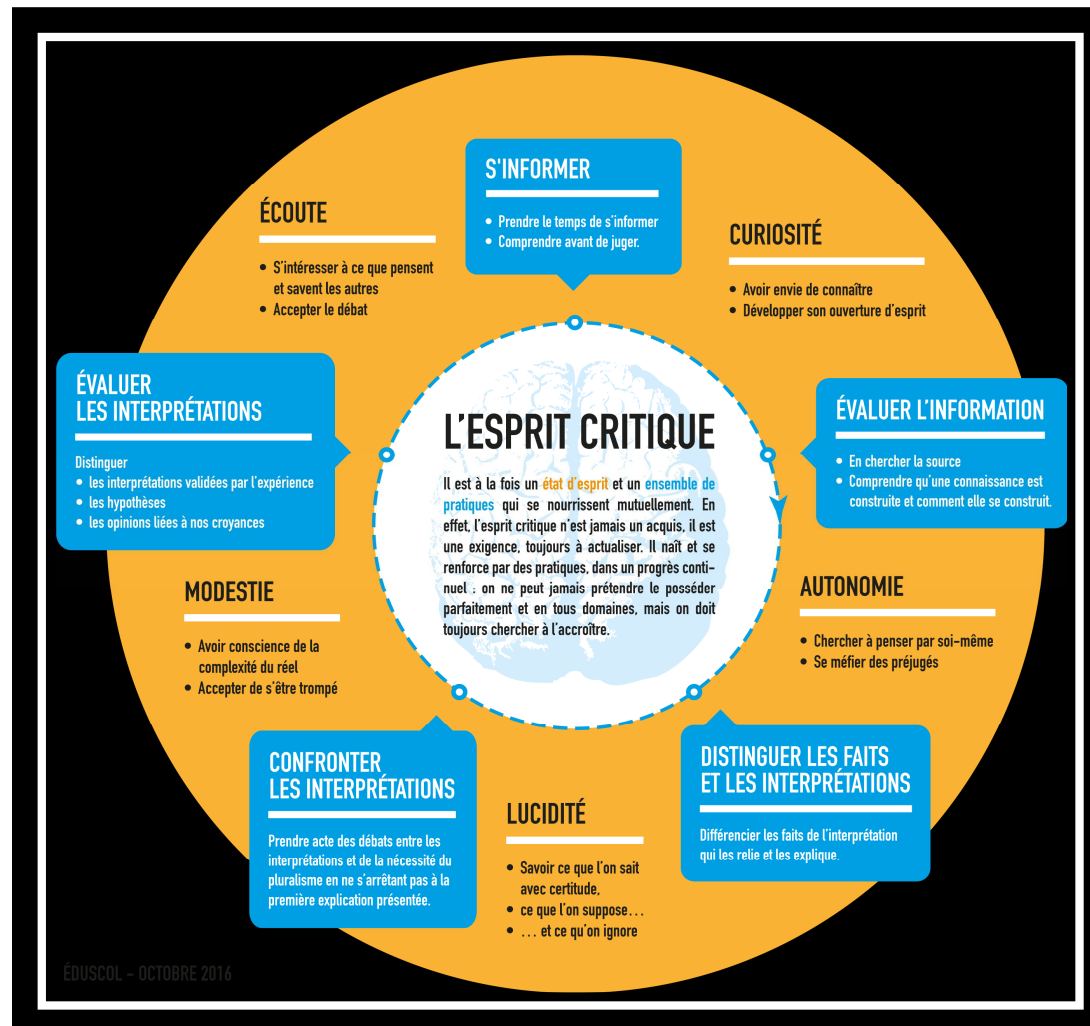 S'INFORMER
• Prendre le temps de s'informer
• Comprendre avant de juger.
CURIOSITÉ
• Avoir envie de connaître
• Développer son ouverture d'esprit
ÉVALUER L'INFORMATION
• En chercher la source
• Comprendre qu'une connaissance est
construite et comment elle se construit.
AUTONOMIE
• Chercher à penser par soi-même
• Se méfier des préjugés
DISTINGUER LES FAITS
ET LES INTERPRÉTATIONS
Différencier les faits de l'interprétation
qui les relie et les explique.
LUCIDITÉ
• Savoir ce que l'on sait
avec certitude,
• ce que l'on suppose...
• ... et ce qu'on ignore
CONFRONTER
LES INTERPRÉTATIONS
Prendre acte des débats entre les
interprétations et de la nécessité du
pluralisme en ne s'arrêtant pas à la
première explication présentée.
MODESTIE
• Avoir conscience de la
complexité du réel
• Accepter de s'être trompé
ÉVALUER
LES INTERPRÉTATIONS
Distinguer
• les interprétations validées par l'expérience
• les hypothèses
• les opinions liées à nos croyances
ÉCOUTE
• S'intéresser à ce que pensent
et savent les autres
• Accepter le débat
L'ESPRIT CRITIQUE
Il est à la fois un état d'esprit et un ensemble de
pratiques qui se nourrissent mutuellement. En
effet, l'esprit critique n'est jamais un acquis, il est
une exigence, toujours à actualiser. Il naît et se
renforce par des pratiques, dans un progrès conti-
nuel : on ne peut jamais prétendre le posséder
parfaitement et en tous domaines, mais on doit
toujours chercher à l'accroître.
ÉDUSCOL - OCTOBRE 2016